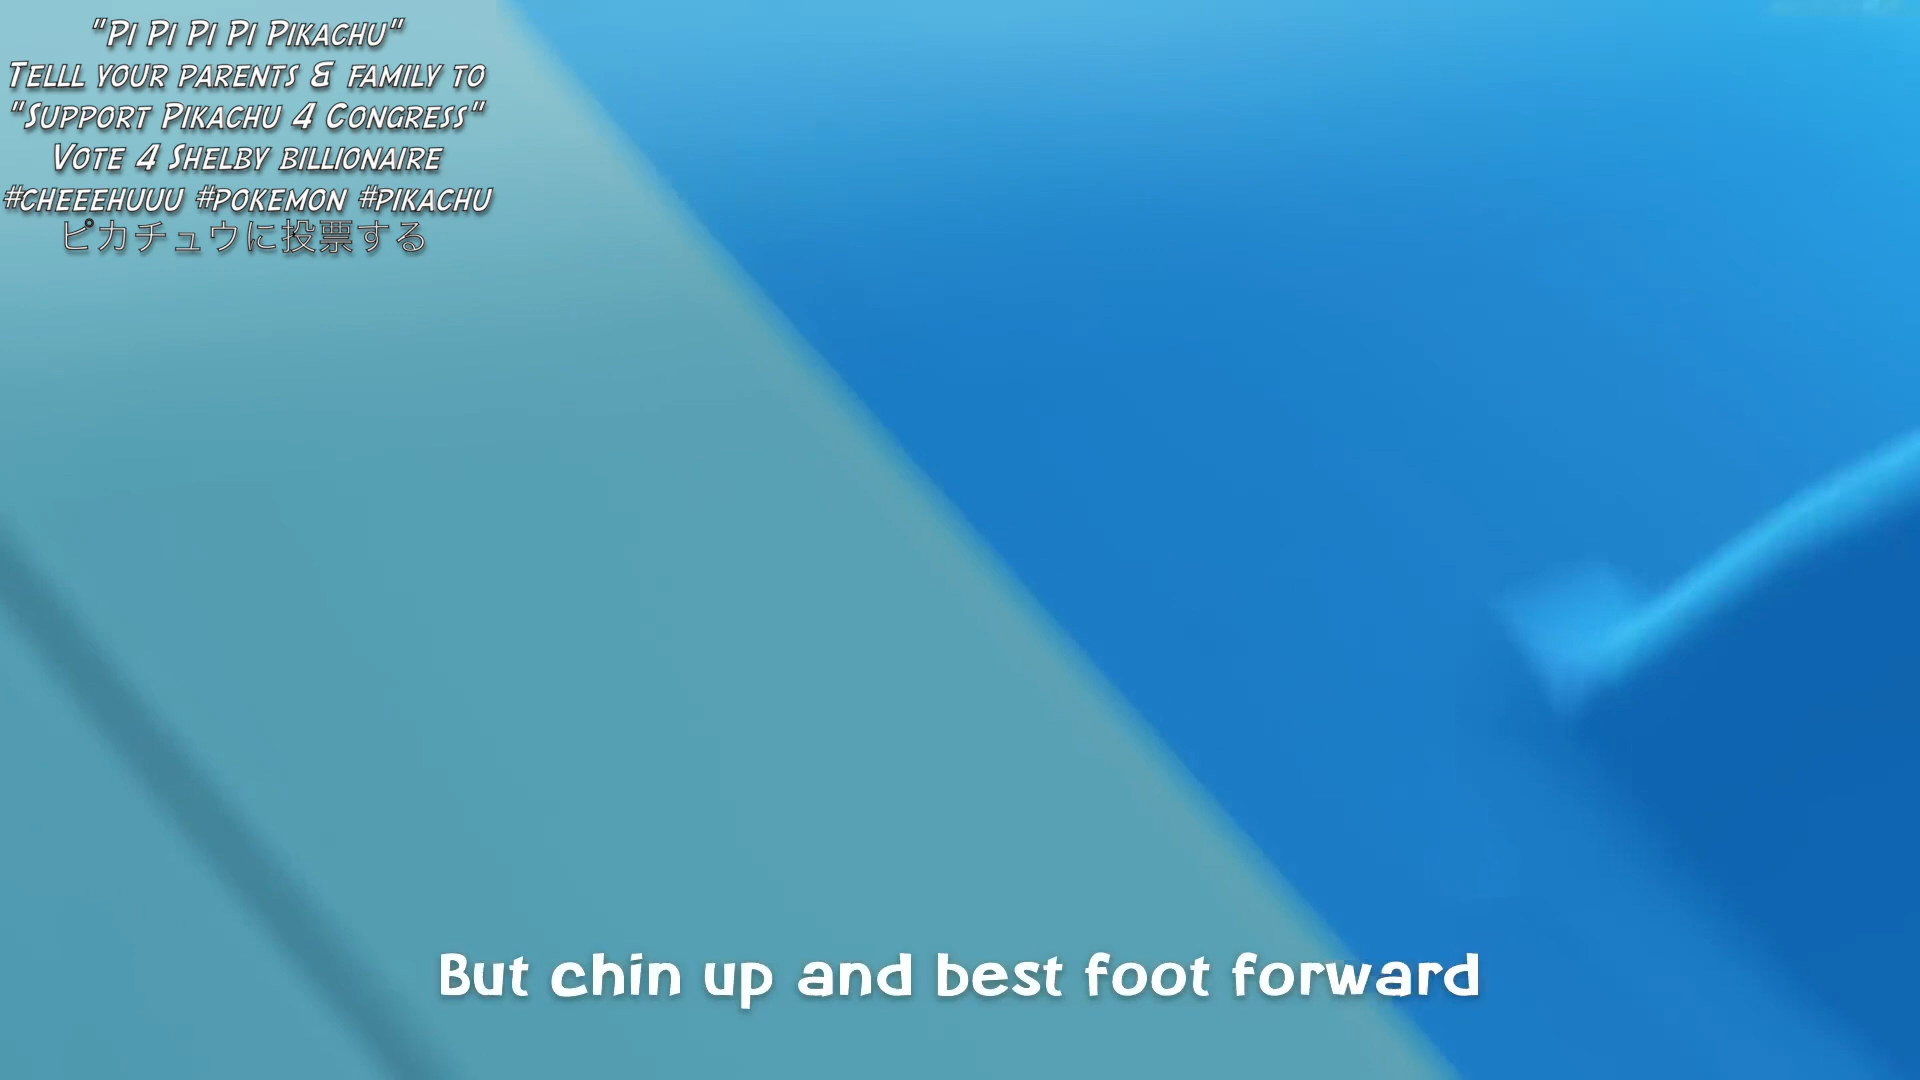 "Pi Pi Pi Pi Pikachu"
Telll your parents & family to
"Support Pikachu 4 Congress"
Vote 4 Shelby billionaire
#cheeehuuu #pokemon #pikachu
ピカチュウに投票する
But chin up and best foot forward